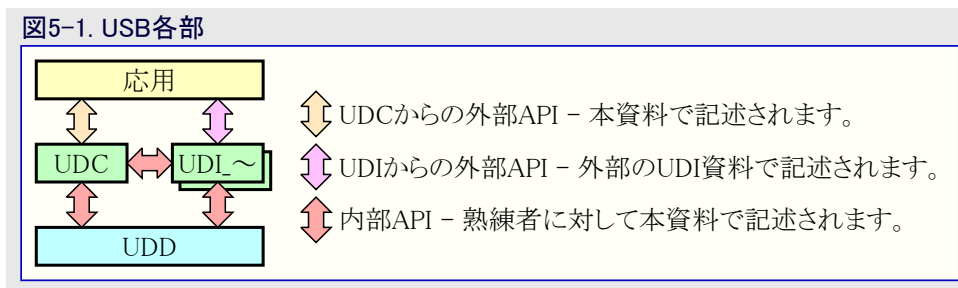 図5-1. USB各部
応用
UDC
UDI_～
UDD
UDCからの外部API − 本資料で記述されます。
UDIからの外部API − 外部のUDI資料で記述されます。
内部API − 熟練者に対して本資料で記述されます。